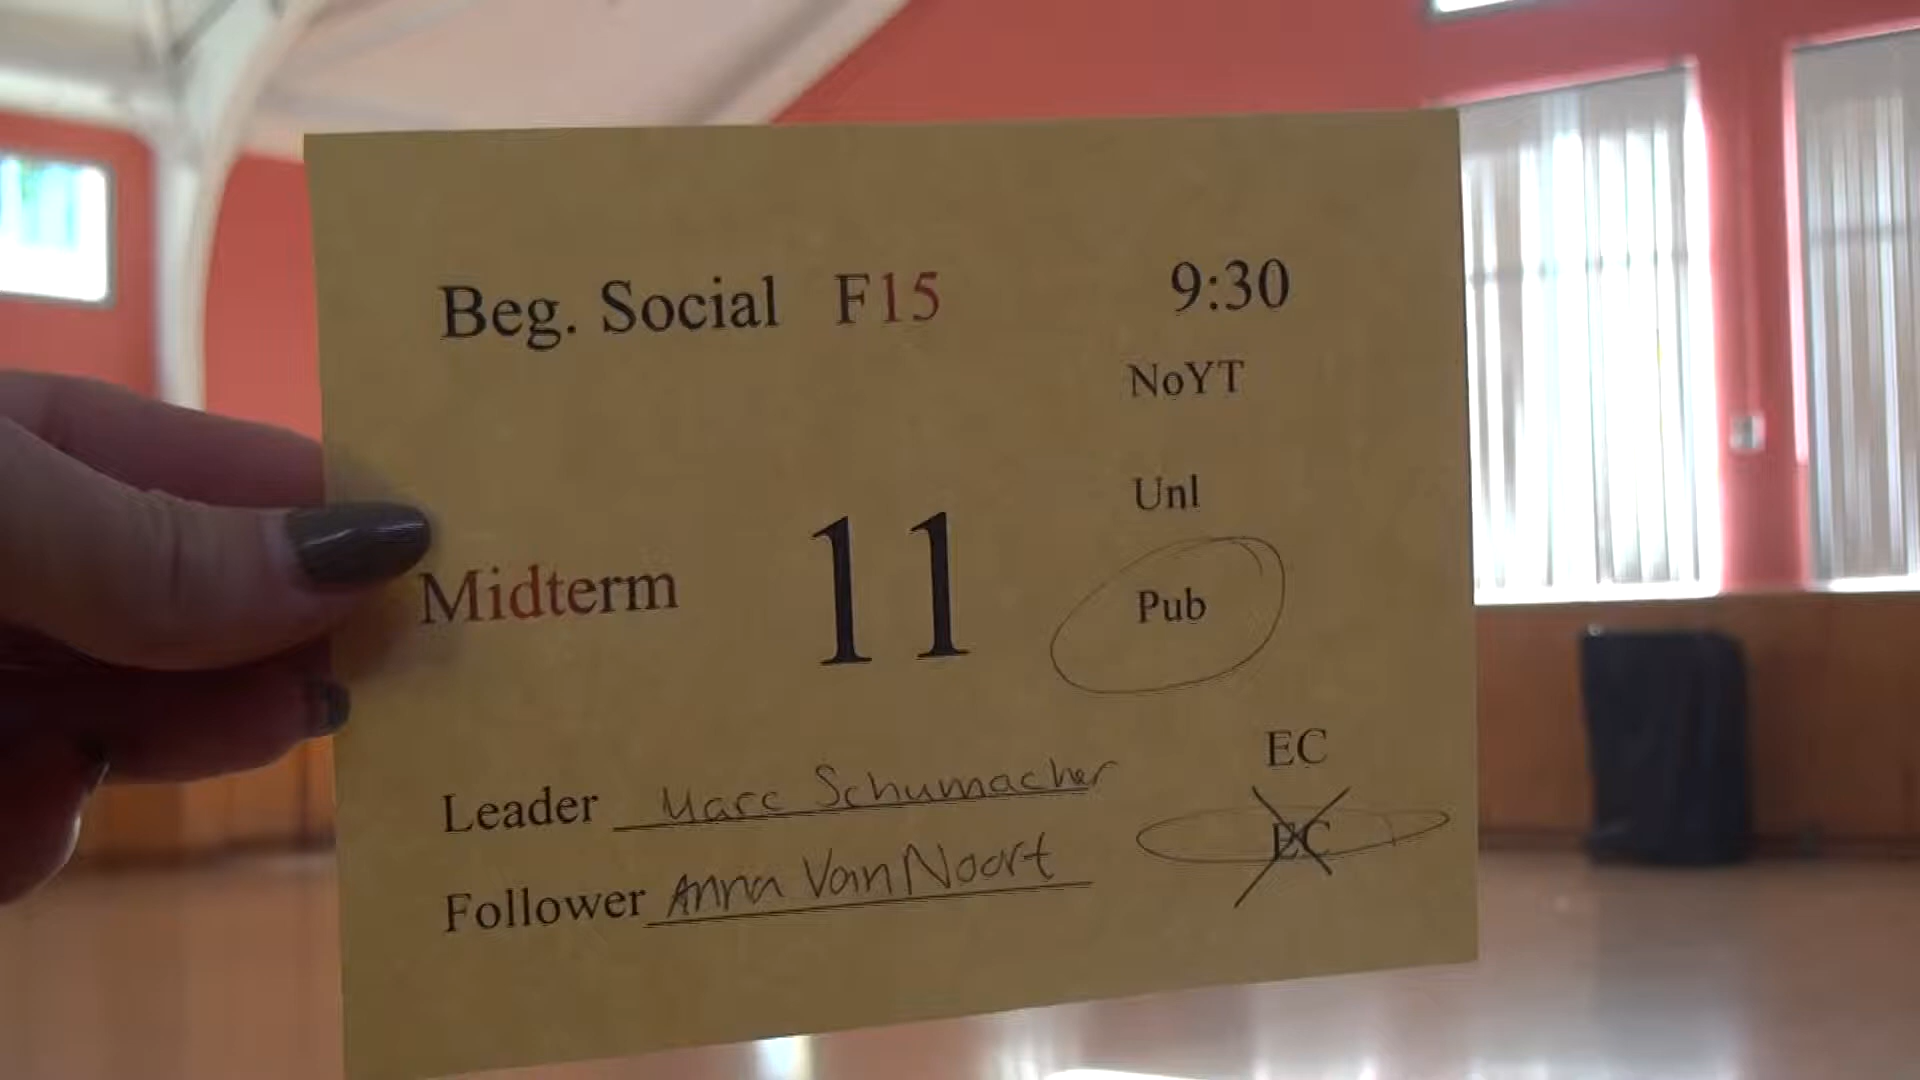 Beg. Social F15 9:30
NoYT
Unl
Midterm 11 Pub
EC
Leader Marc Schumacher
EC
Follower Anna Van Noort